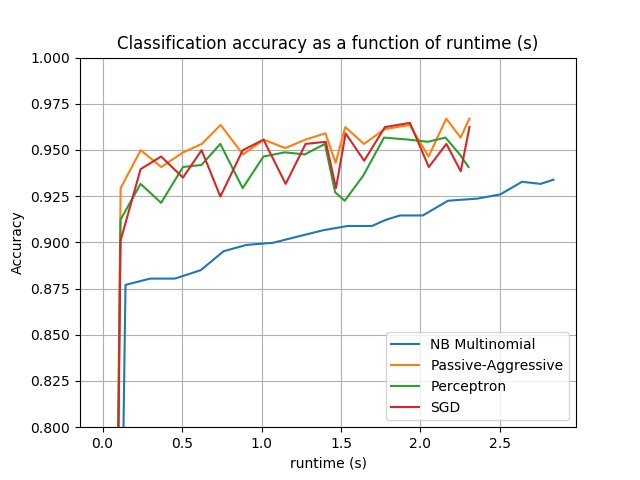 Classification accuracy as a function of runtime (s)
1.000
0.975
0.950
0.925
0.900
0.875
0.850
0.825
0.800
Accuracy
NB Multinomial
Passive-Aggressive
Perceptron
SGD
0.0 0.5 1.0 1.5 2.0 2.5
runtime (s)